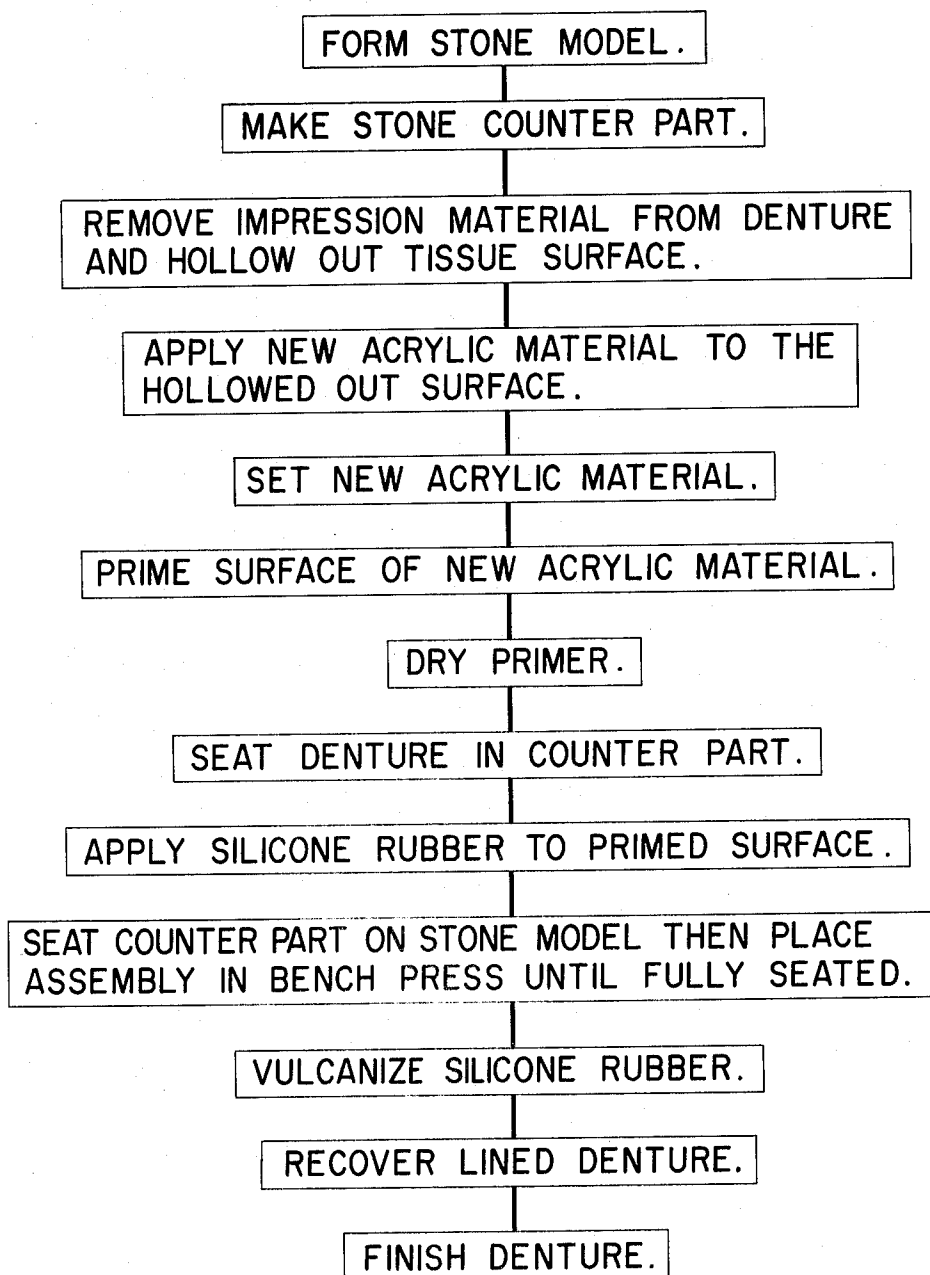 FORM STONE MODEL.
MAKE STONE COUNTER PART.
REMOVE IMPRESSION MATERIAL FROM DENTURE
AND HOLLOW OUT TISSUE SURFACE.
APPLY NEW ACRYLIC MATERIAL TO THE
HOLLOWED OUT SURFACE.
SET NEW ACRYLIC MATERIAL.
PRIME SURFACE OF NEW ACRYLIC MATERIAL.
DRY PRIMER.
SEAT DENTURE IN COUNTER PART.
APPLY SILICONE RUBBER TO PRIMED SURFACE.
SEAT COUNTER PART ON STONE MODEL THEN PLACE
ASSEMBLY IN BENCH PRESS UNTIL FULLY SEATED.
VULCANIZE SILICONE RUBBER.
RECOVER LINED DENTURE.
FINISH DENTURE.